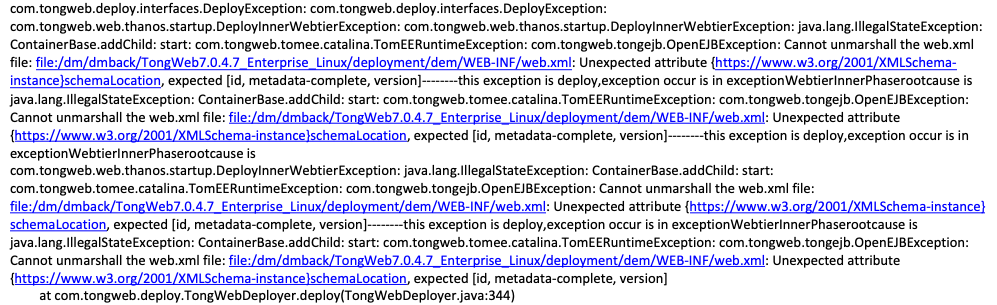 com.tongweb.deploy.interfaces.DeployException: com.tongweb.deploy.interfaces.DeployException:
com.tongweb.web.thanos.startup.DeployInnerWebtierException: com.tongweb.web.thanos.startup.DeployInnerWebtierException: java.lang.IllegalStateException:
ContainerBase.addChild: start: com.tongweb.tomee.catalina.TomEERuntimeException: com.tongweb.tongejb.OpenEJBException: Cannot unmarshall the web.xml
file: file:/dm/dmback/TongWeb7.0.4.7_Enterprise_Linux/deployment/dem/WEB-INF/web.xml: Unexpected attribute {https://www.w3.org/2001/XMLSchema-
instance}schemaLocation, expected [id, metadata-complete, version]--------this exception is deploy,exception occur is in exceptionWebtierInnerPhaserootcause is
java.lang.IllegalStateException: ContainerBase.addChild: start: com.tongweb.tomee.catalina.TomEERuntimeException: com.tongweb.tongejb.OpenEJBException:
Cannot unmarshall the web.xml file: file:/dm/dmback/TongWeb7.0.4.7_Enterprise_Linux/deployment/dem/WEB-INF/web.xml: Unexpected attribute
{https://www.w3.org/2001/XMLSchema-instance}schemaLocation, expected [id, metadata-complete, version]--------this exception is deploy,exception occur is in
exceptionWebtierInnerPhaserootcause is
com.tongweb.web.thanos.startup.DeployInnerWebtierException: java.lang.IllegalStateException: ContainerBase.addChild: start:
com.tongweb.tomee.catalina.TomEERuntimeException: com.tongweb.tongejb.OpenEJBException: Cannot unmarshall the web.xml file:
file:/dm/dmback/TongWeb7.0.4.7_Enterprise_Linux/deployment/dem/WEB-INF/web.xml: Unexpected attribute {https://www.w3.org/2001/XMLSchema-instance}
schemaLocation, expected [id, metadata-complete, version]--------this exception is deploy,exception occur is in exceptionWebtierInnerPhaserootcause is
java.lang.IllegalStateException: ContainerBase.addChild: start: com.tongweb.tomee.catalina.TomEERuntimeException: com.tongweb.tongejb.OpenEJBException:
Cannot unmarshall the web.xml file: file:/dm/dmback/TongWeb7.0.4.7_Enterprise_Linux/deployment/dem/WEB-INF/web.xml: Unexpected attribute
{https://www.w3.org/2001/XMLSchema-instance}schemaLocation, expected [id, metadata-complete, version]
at com.tongweb.deploy.TongWebDeployer.deploy(TongWebDeployer.java:344)